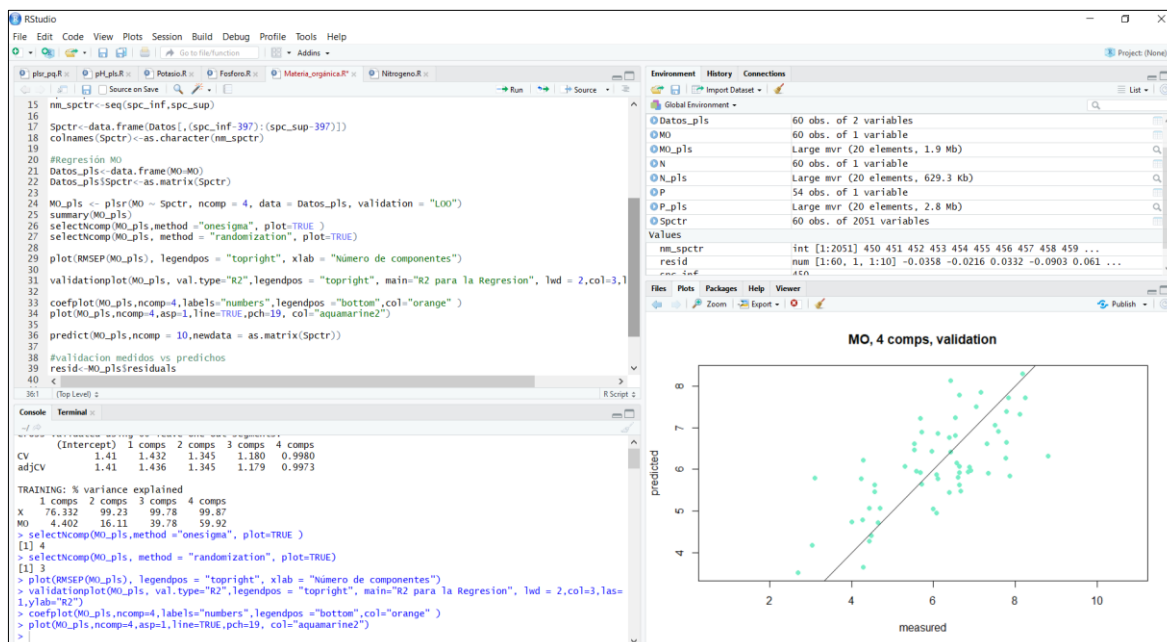 RStudio
File Edit Code View Plots Session Build Debug Profile Tools Help
Go to file/function
Addins
Project: (None)
plsr_pq.R
pH_pls.R
Potasio.R
Fosforo.R
Materia_orgánica.R*
Nitrogeno.R
Source on Save
Run
Source
15 nm_spctr<-seq(spc_inf,spc_sup)
16
17 Spctr<-data.frame(Datos[,(spc_inf-397):(spc_sup-397)])
18 colnames(Spctr)<-as.character(nm_spctr)
19
20 #Regresión MO
21 Datos_pls<-data.frame(MO=MO)
22 Datos_pls$Spctr<-as.matrix(Spctr)
23
24 MO_pls <- plsr(MO ~ Spctr, ncomp = 4, data = Datos_pls, validation = "LOO")
25 summary(MO_pls)
26 selectNcomp(MO_pls,method ="onesigma", plot=TRUE )
27 selectNcomp(MO_pls, method = "randomization", plot=TRUE)
28
29 plot(RMSEP(MO_pls), legendpos = "topright", xlab = "Número de componentes")
30
31 validationplot(MO_pls, val.type="R2",legendpos = "topright", main="R2 para la Regresion", lwd = 2,col=3,l
32
33 coefplot(MO_pls,ncomp=4,labels="numbers",legendpos ="bottom",col="orange" )
34 plot(MO_pls,ncomp=4,asp=1,line=TRUE,pch=19, col="aquamarine2")
35
36 predict(MO_pls,ncomp = 10,newdata = as.matrix(Spctr))
37
38 #validacion medidos vs predichos
39 resid<-MO_pls$residuals
40
36:1 (Top Level) R Script
Console Terminal
~/
(Intercept) 1 comps 2 comps 3 comps 4 comps
CV 1.41 1.432 1.345 1.180 0.9980
adjCV 1.41 1.436 1.345 1.179 0.9973
TRAINING: % variance explained
1 comps 2 comps 3 comps 4 comps
X 76.332 99.23 99.78 99.87
MO 4.402 16.11 39.78 59.92
> selectNcomp(MO_pls,method ="onesigma", plot=TRUE )
[1] 4
> selectNcomp(MO_pls, method = "randomization", plot=TRUE)
[1] 3
> plot(RMSEP(MO_pls), legendpos = "topright", xlab = "Número de componentes")
> validationplot(MO_pls, val.type="R2",legendpos = "topright", main="R2 para la Regresion", lwd = 2,col=3,las=
1,ylab="R2")
> coefplot(MO_pls,ncomp=4,labels="numbers",legendpos ="bottom",col="orange" )
> plot(MO_pls,ncomp=4,asp=1,line=TRUE,pch=19, col="aquamarine2")
>
Environment History Connections
Import Dataset
List
Global Environment
Datos_pls 60 obs. of 2 variables
MO 60 obs. of 1 variable
MO_pls Large mvr (20 elements, 1.9 Mb)
N 60 obs. of 1 variable
N_pls Large mvr (20 elements, 629.3 Kb)
P 54 obs. of 1 variable
P_pls Large mvr (20 elements, 2.8 Mb)
Spctr 60 obs. of 2051 variables
Values
nm_spctr int [1:2051] 450 451 452 453 454 455 456 457 458 459 ...
resid num [1:60, 1, 1:10] -0.0358 -0.0216 0.0332 -0.0903 0.061 ...
Files Plots Packages Help Viewer
Zoom Export Publish
MO, 4 comps, validation
predicted
8
7
6
5
4
2 4 6 8 10
measured